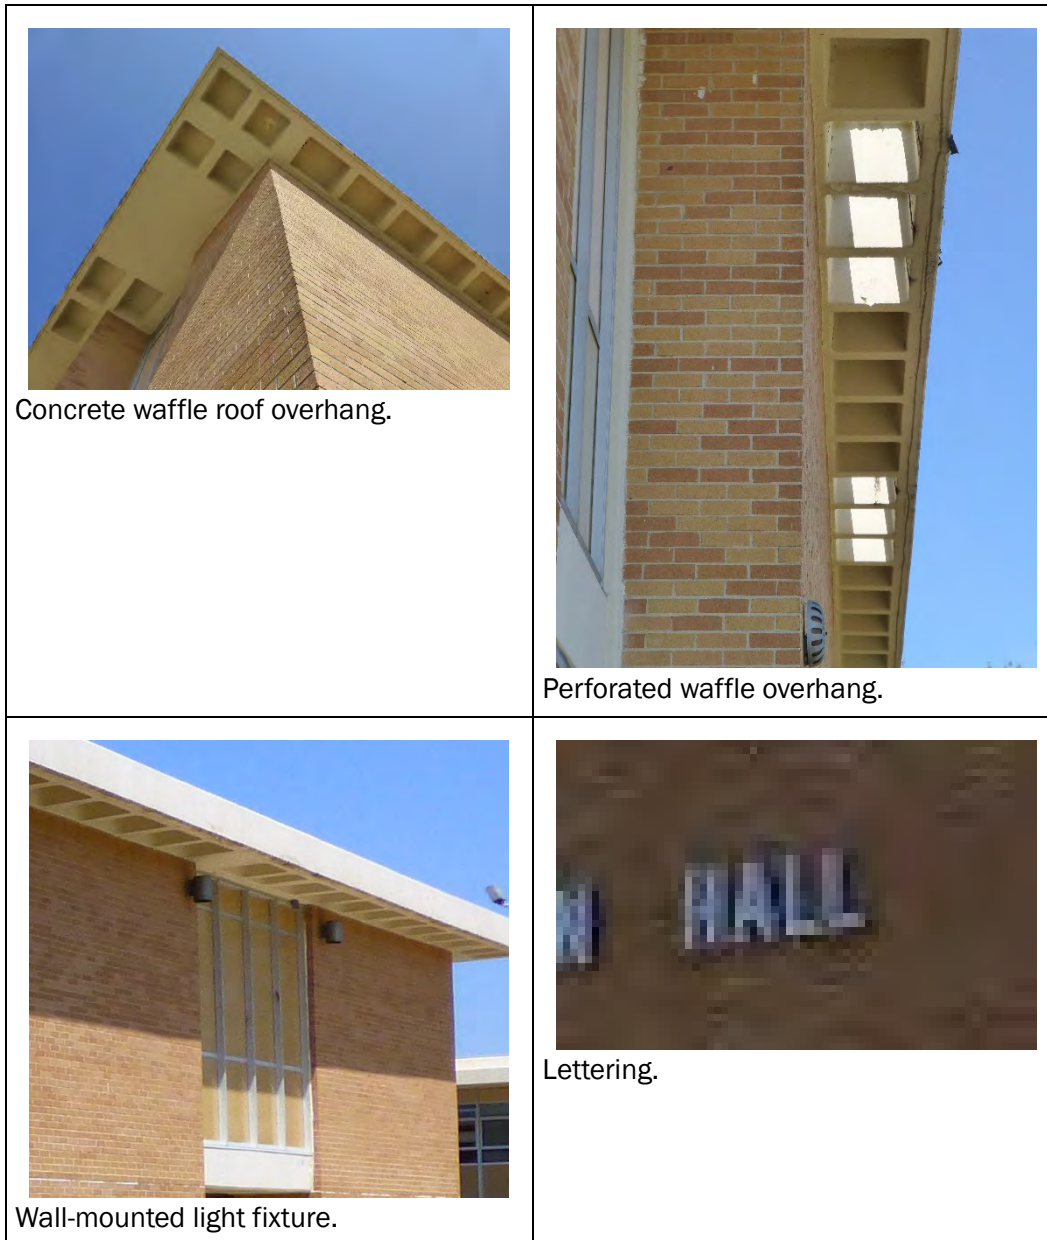 Concrete waffle roof overhang.
Perforated waffle overhang.
Wall-mounted light fixture.
HALL
Lettering.